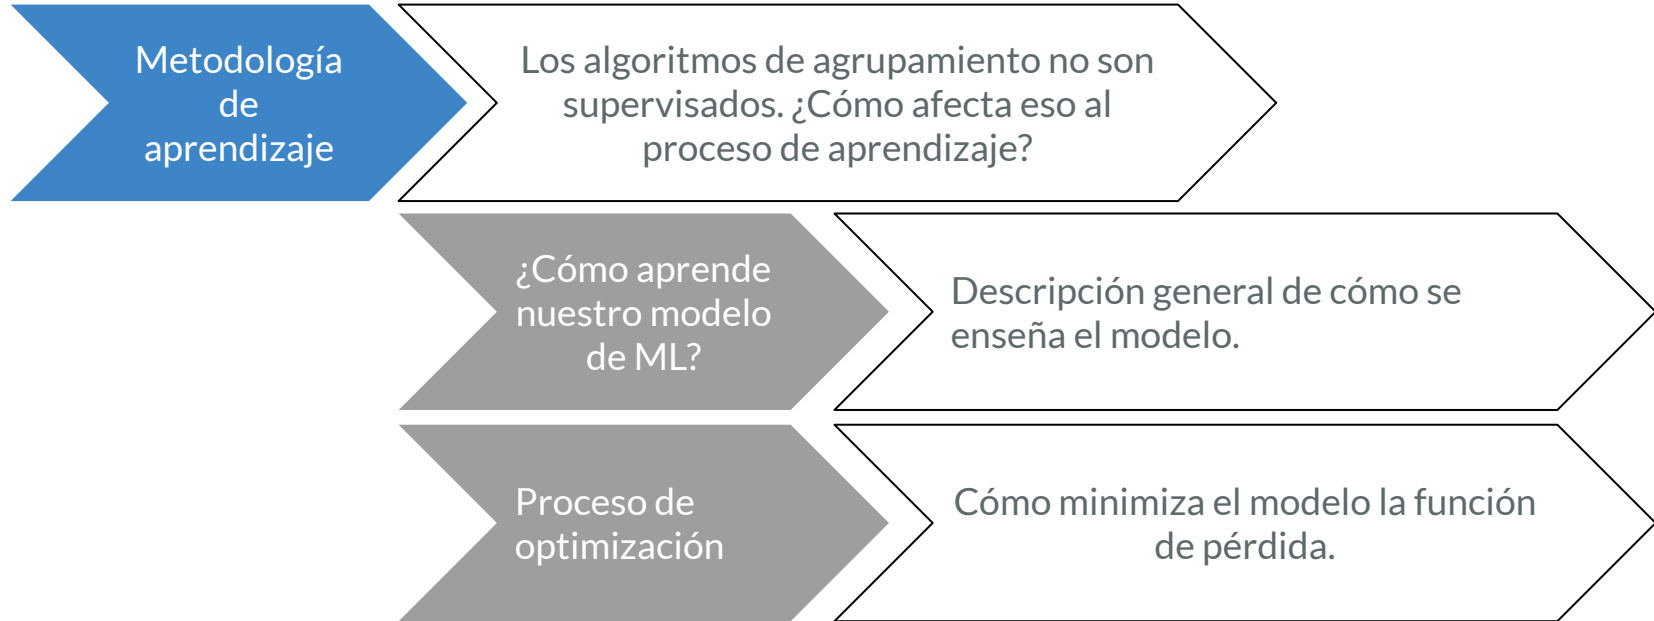 Metodología
de
aprendizaje
Los algoritmos de agrupamiento no son
supervisados. ¿Cómo afecta eso al
proceso de aprendizaje?
¿Cómo aprende
nuestro modelo
de ML?
Descripción general de cómo se
enseña el modelo.
Proceso de
optimización
Cómo minimiza el modelo la función
de pérdida.